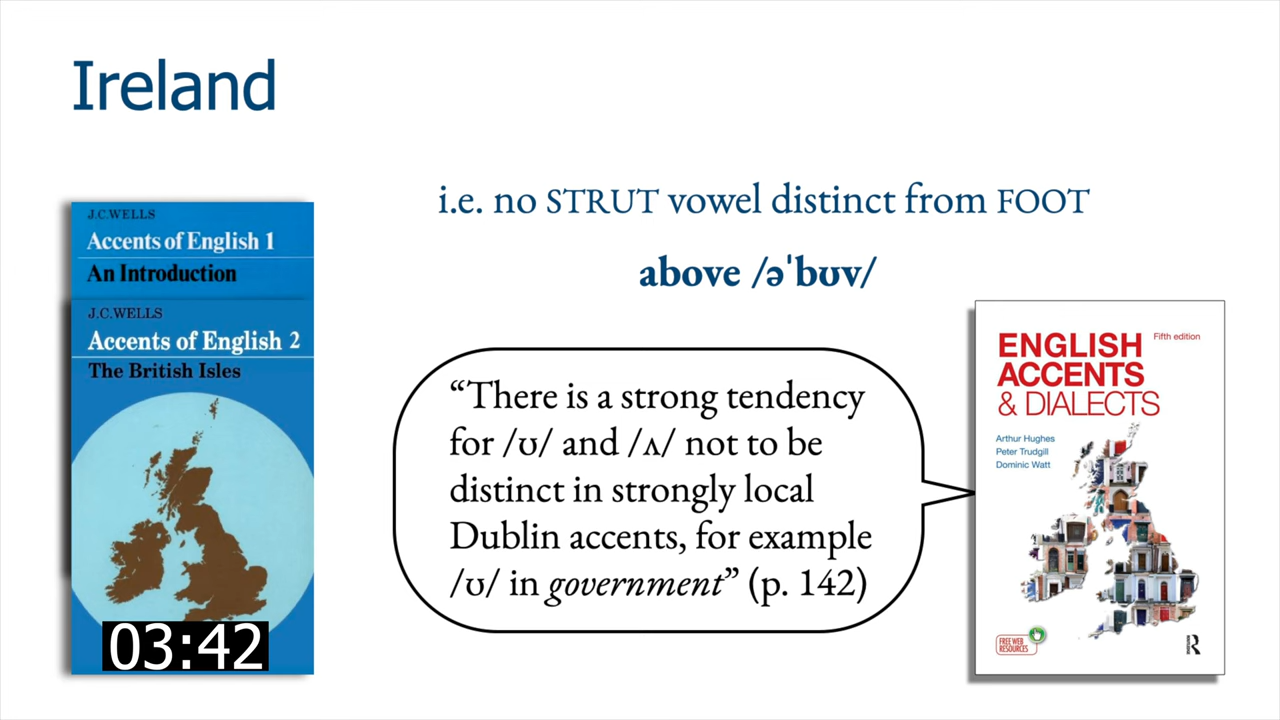 Ireland
i.e. no STRUT vowel distinct from FOOT
above /əˈbʊv/
J.C.WELLS
Accents of English 1
An Introduction
J.C.WELLS
Accents of English 2
The British Isles
03:42
“There is a strong tendency
for /ʊ/ and /ʌ/ not to be
distinct in strongly local
Dublin accents, for example
/ʊ/ in government” (p. 142)
ENGLISH
Fifth edition
ACCENTS
& DIALECTS
Arthur Hughes
Peter Trudgill
Dominic Watt
FREE WEB
RESOURCES
R